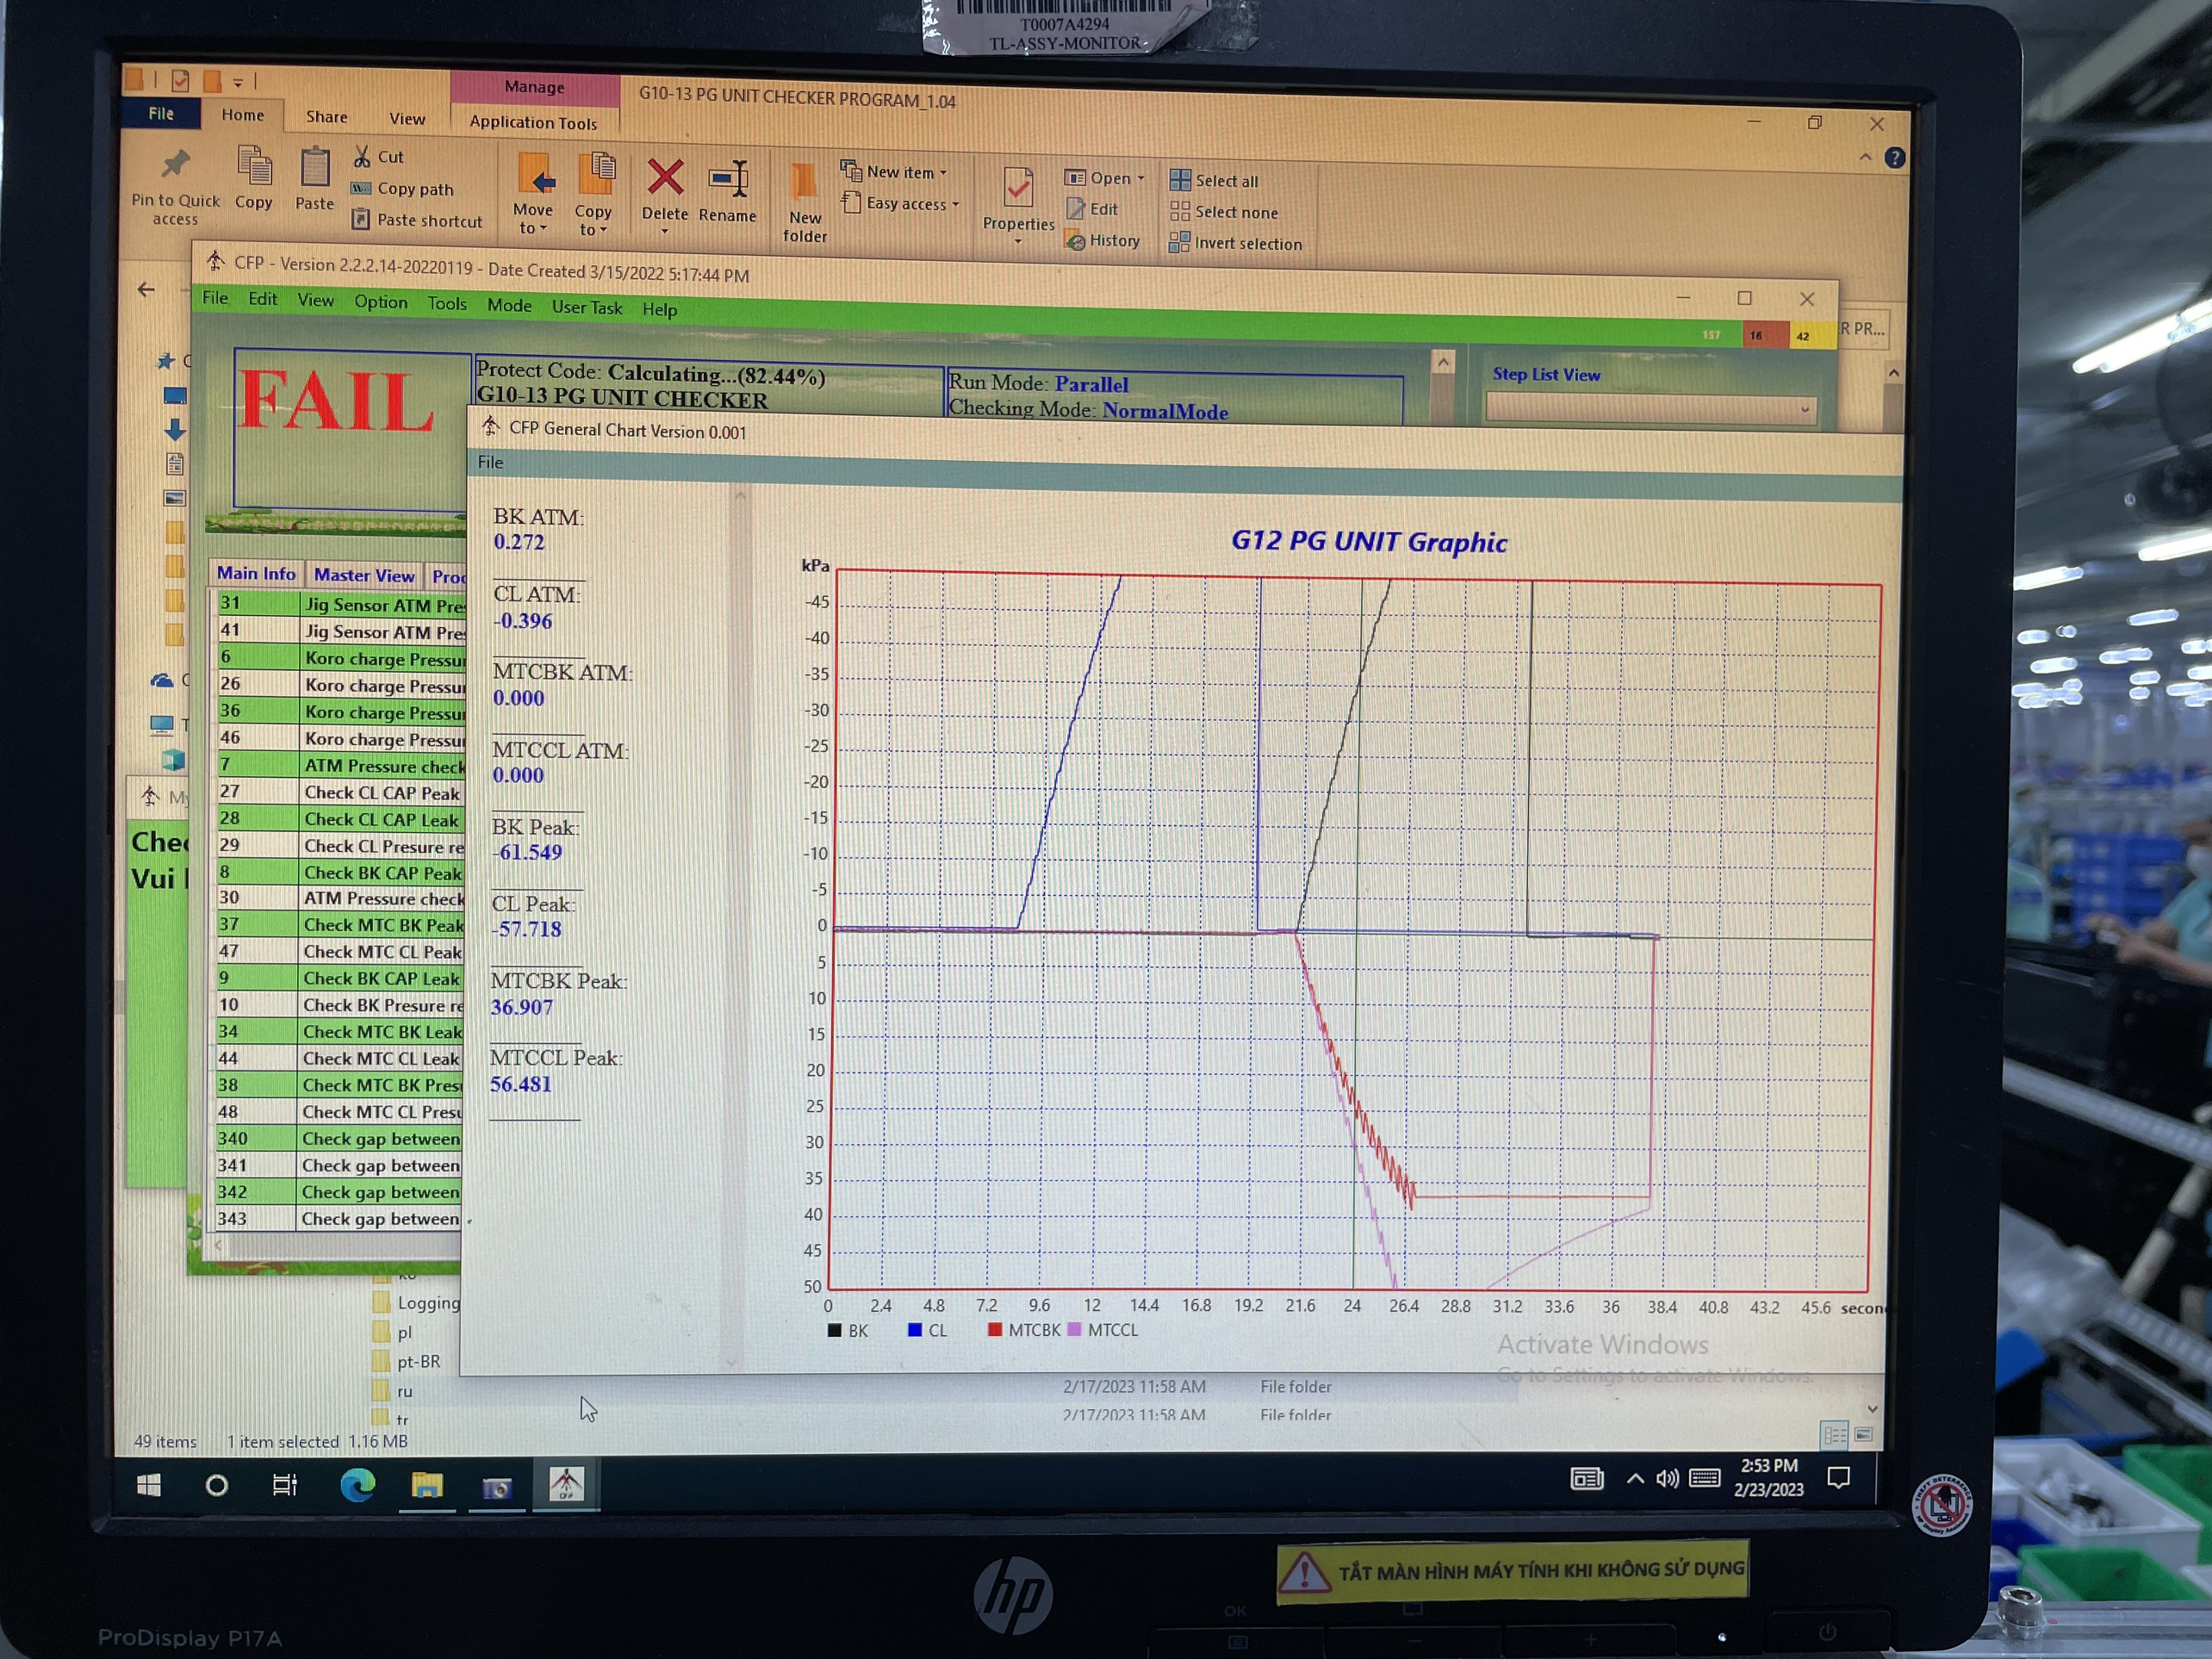 T0007A4294
TL-ASSY-MONITOR
Manage
G10-13 PG UNIT CHECKER PROGRAM_1.04
File
Home
Share
View
Application Tools
Pin to Quick access
Copy
Paste
Cut
Copy path
Paste shortcut
Move to
Copy to
Delete
Rename
New folder
New item
Easy access
Properties
Open
Edit
History
Select all
Select none
Invert selection
CFP - Version 2.2.2.14-20220119 - Date Created 3/15/2022 5:17:44 PM
File Edit View Option Tools Mode User Task Help
157 16 42
R PR...
FAIL
Protect Code: Calculating...(82.44%)
G10-13 PG UNIT CHECKER
Run Mode: Parallel
Checking Mode: NormalMode
Step List View
CFP General Chart Version 0.001
File
Main Info
Master View
31 Jig Sensor ATM
41 Jig Sensor ATM
6 Koro charge
26 Koro charge
36 Koro charge
46 Koro charge
7 ATM Pressure check
27 Check CL CAP Peak
28 Check CL CAP Leak
29 Check CL Presure
8 Check BK CAP Peak
30 ATM Pressure check
37 Check MTC BK Peak
47 Check MTC CL Peak
9 Check BK CAP Leak
10 Check BK Presure
34 Check MTC BK Leak
44 Check MTC CL Leak
38 Check MTC BK
48 Check MTC CL
340 Check gap between
341 Check gap between
342 Check gap between
343 Check gap between
Vui
BK ATM:
0.272
CL ATM:
-0.396
MTCBK ATM:
0.000
MTCCL ATM:
0.000
BK Peak:
-61.549
CL Peak:
-57.718
MTCBK Peak:
36.907
MTCCL Peak:
56.481
G12 PG UNIT Graphic
kPa
-45
-40
-35
-30
-25
-20
-15
-10
-5
0
5
10
15
20
25
30
35
40
45
50
0 2.4 4.8 7.2 9.6 12 14.4 16.8 19.2 21.6 24 26.4 28.8 31.2 33.6 36 38.4 40.8 43.2 45.6 secon
BK CL MTCBK MTCCL
Activate Windows
Go to Settings to activate Windows.
Logging
pl
pt-BR
ru
tr
2/17/2023 11:58 AM File folder
2/17/2023 11:58 AM File folder
49 items 1 item selected 1.16 MB
2:53 PM
2/23/2023
hp
TẮT MÀN HÌNH MÁY TÍNH KHI KHÔNG SỬ DỤNG
OK
ProDisplay P17A